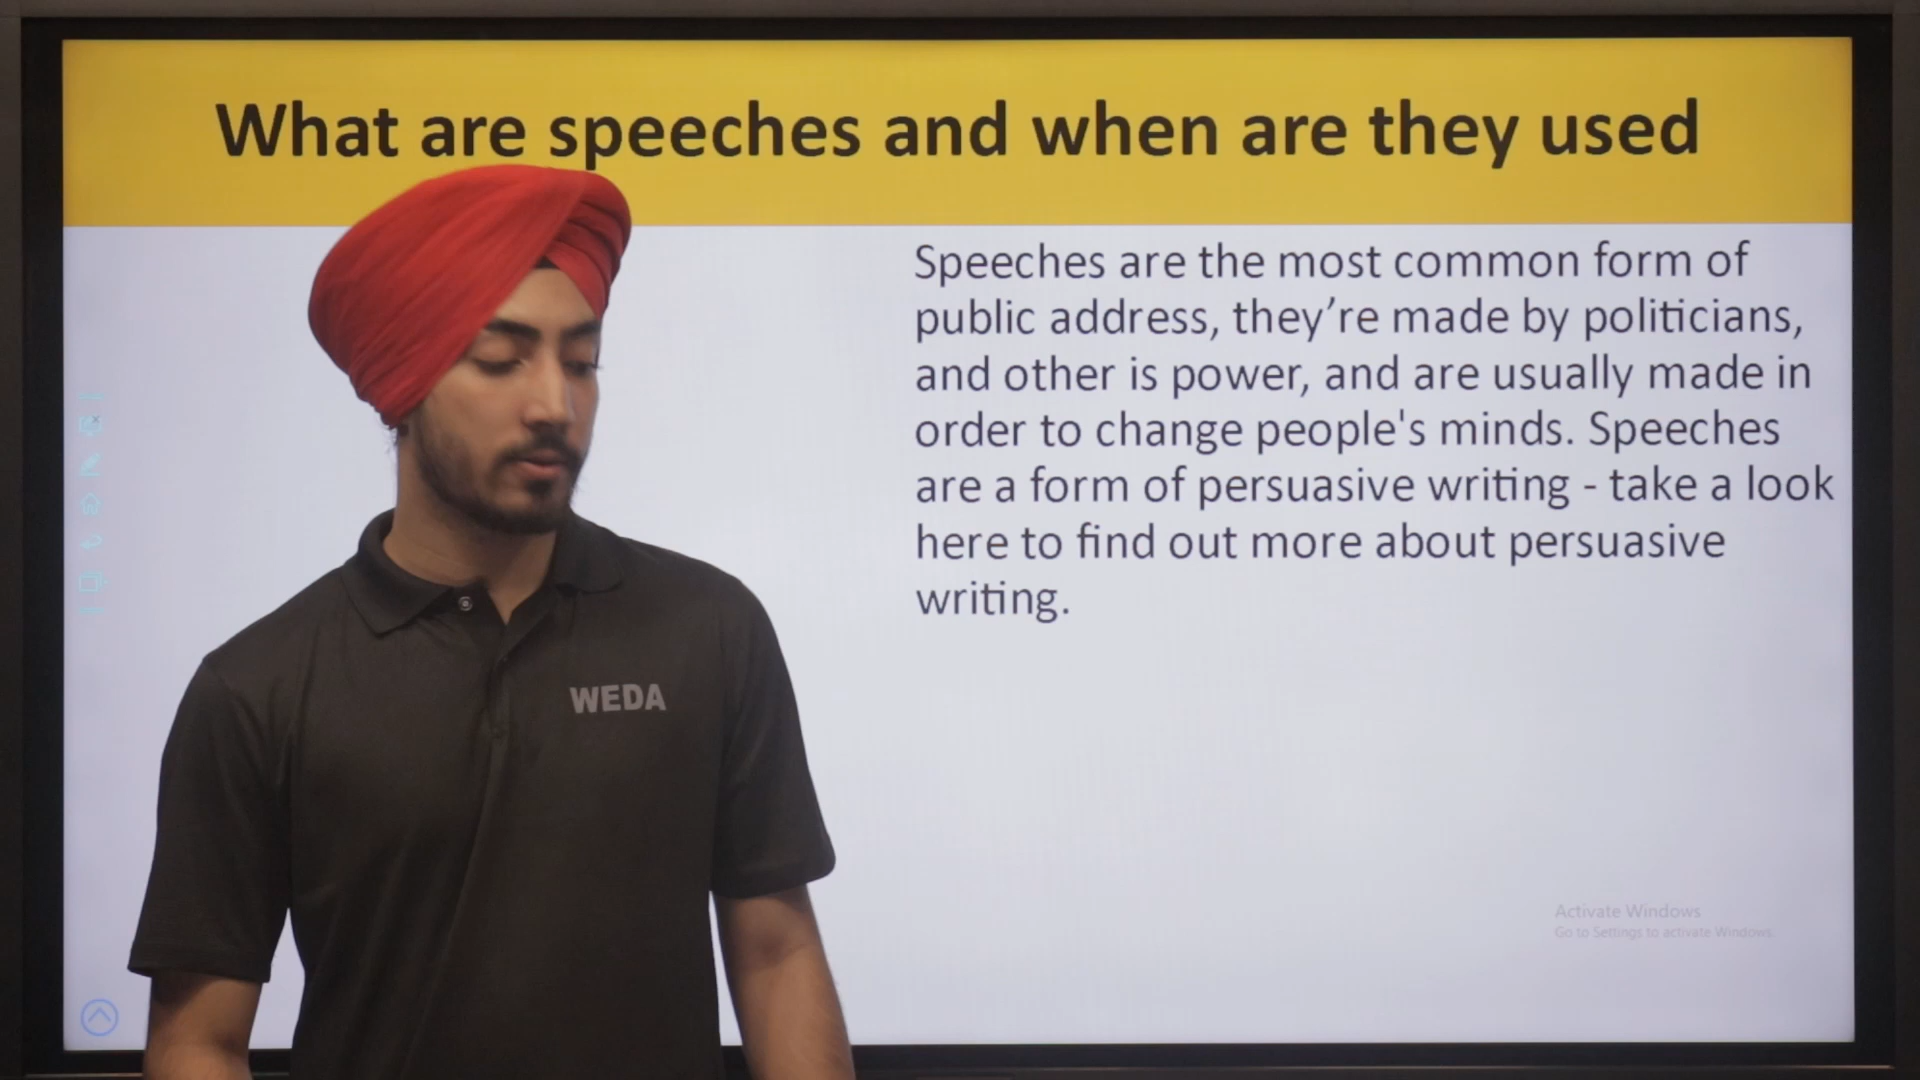 What are speeches and when are they used
Speeches are the most common form of
public address, they’re made by politicians,
and other is power, and are usually made in
order to change people's minds. Speeches
are a form of persuasive writing - take a look
here to find out more about persuasive
writing.
WEDA
Activate Windows
Go to Settings to activate Windows.